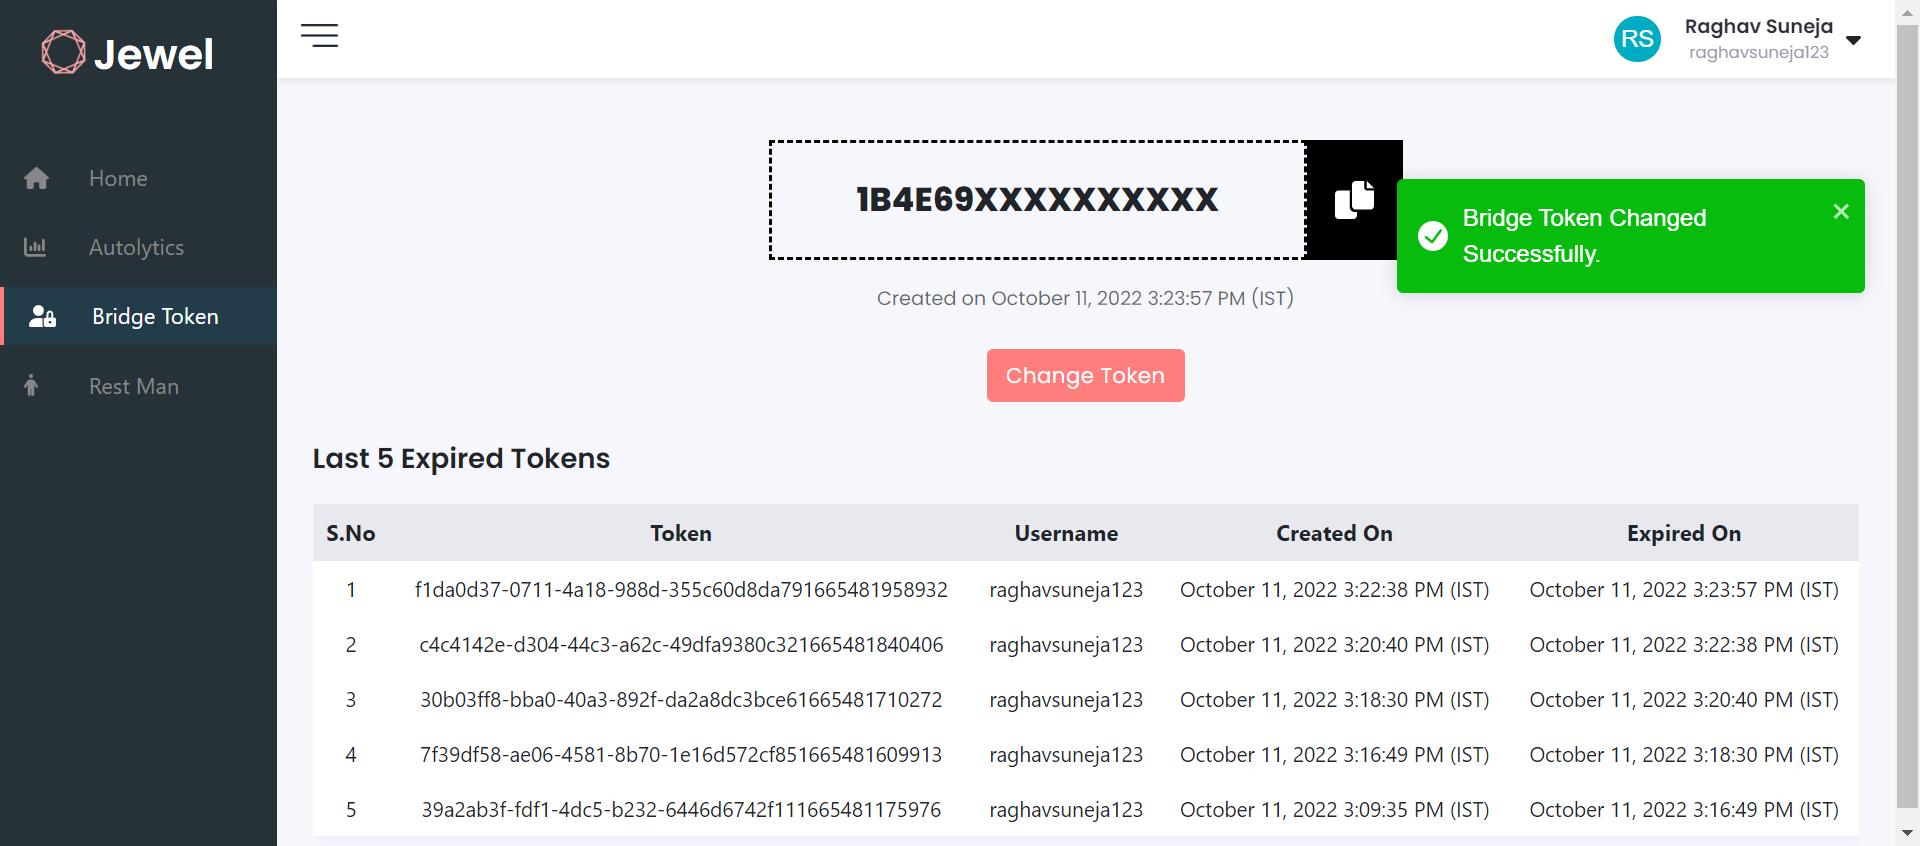 Jewel
RS
Raghav Suneja
raghavsuneja123
Home
Autolytics
Bridge Token
Rest Man
1B4E69XXXXXXXXXX
Bridge Token Changed
Successfully.
Created on October 11, 2022 3:23:57 PM (IST)
Change Token
Last 5 Expired Tokens
S.No Token Username Created On Expired On
1 f1da0d37-0711-4a18-988d-355c60d8da791665481958932 raghavsuneja123 October 11, 2022 3:22:38 PM (IST) October 11, 2022 3:23:57 PM (IST)
2 c4c4142e-d304-44c3-a62c-49dfa9380c321665481840406 raghavsuneja123 October 11, 2022 3:20:40 PM (IST) October 11, 2022 3:22:38 PM (IST)
3 30b03ff8-bba0-40a3-892f-da2a8dc3bce61665481710272 raghavsuneja123 October 11, 2022 3:18:30 PM (IST) October 11, 2022 3:20:40 PM (IST)
4 7f39df58-ae06-4581-8b70-1e16d572cf851665481609913 raghavsuneja123 October 11, 2022 3:16:49 PM (IST) October 11, 2022 3:18:30 PM (IST)
5 39a2ab3f-fdf1-4dc5-b232-6446d6742f111665481175976 raghavsuneja123 October 11, 2022 3:09:35 PM (IST) October 11, 2022 3:16:49 PM (IST)